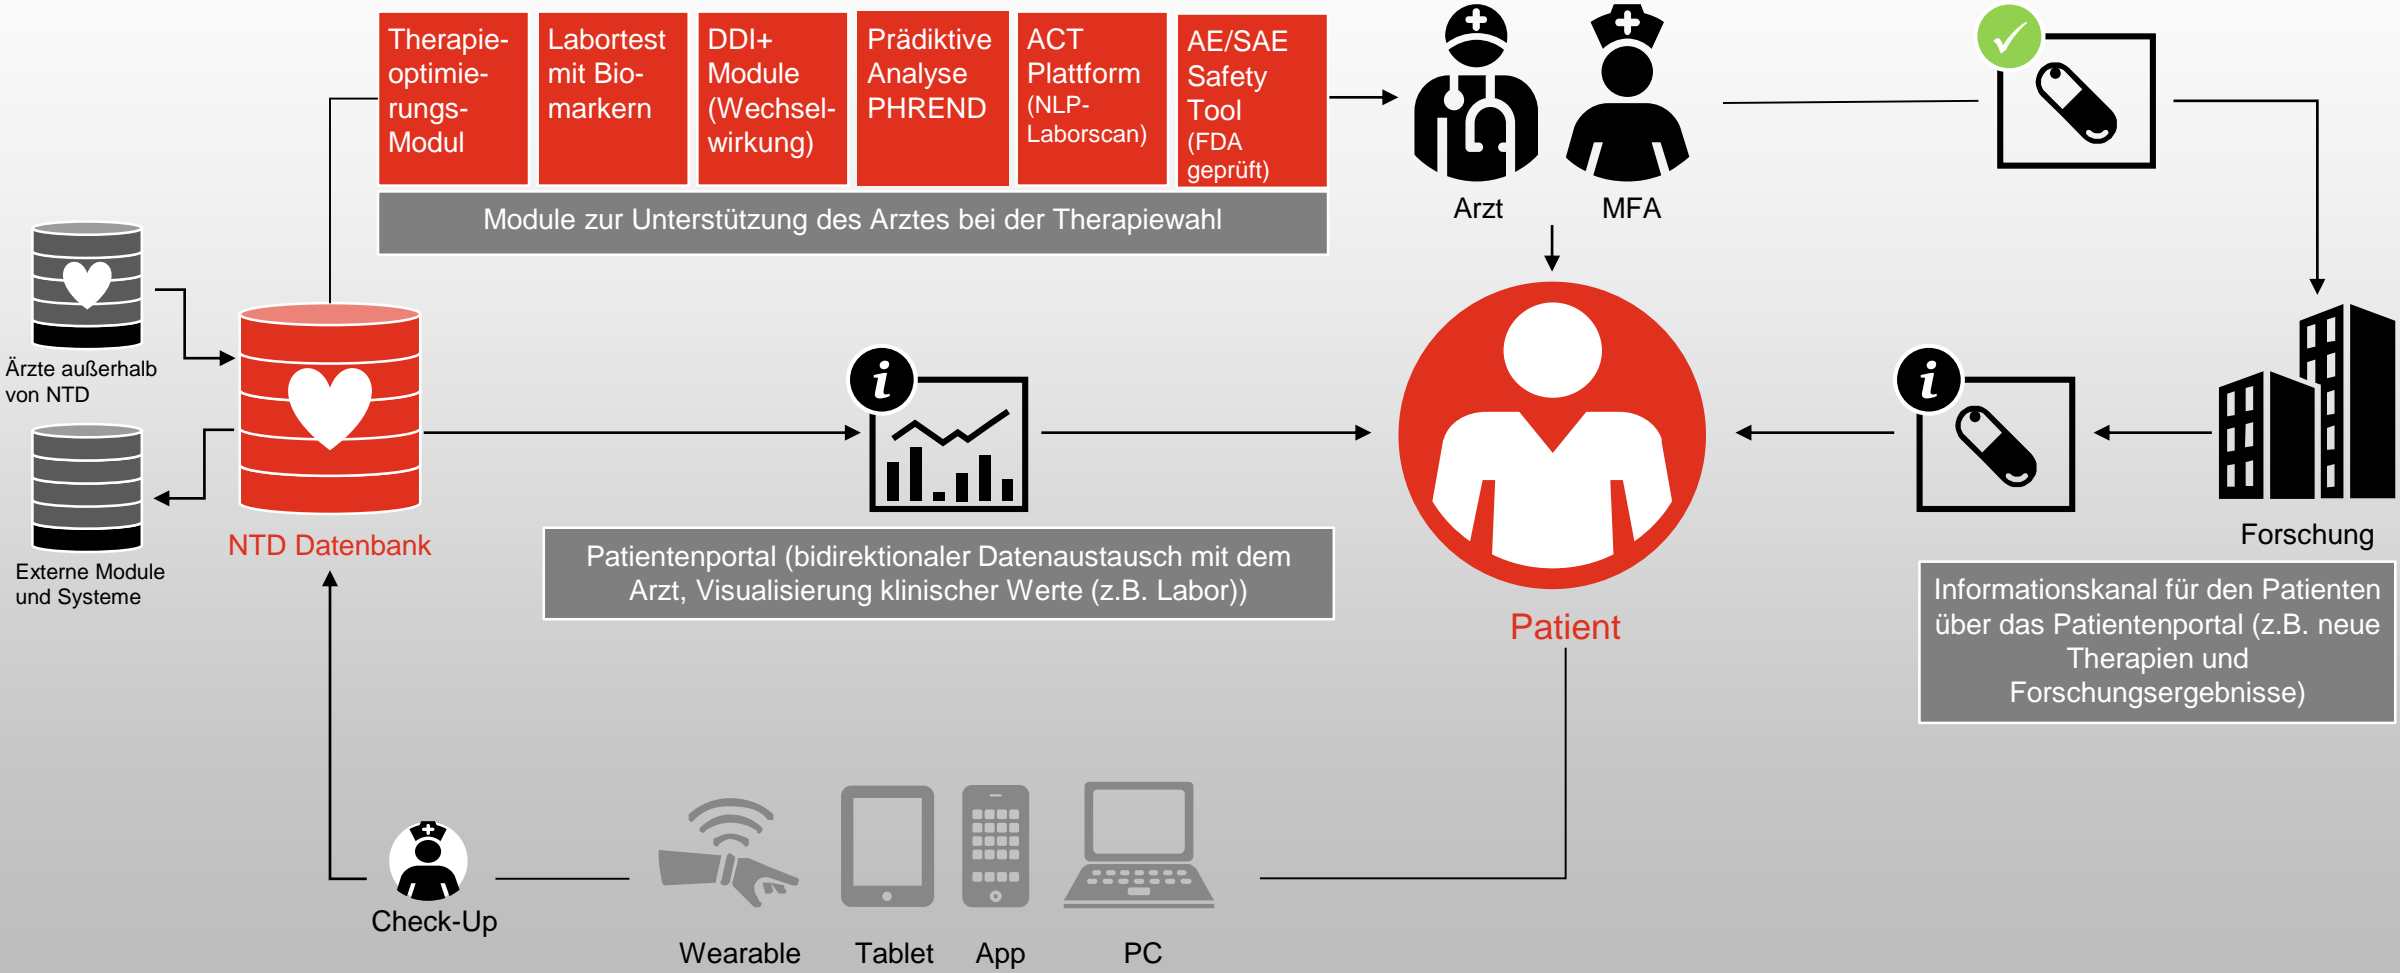 Therapie-
optimie-
rungs-
Modul
Labortest
mit Bio-
markern
DDI+
Module
(Wechsel-
wirkung)
Prädiktive
Analyse
PHREND
ACT
Plattform
(NLP-
Laborscan)
AE/SAE
Safety
Tool
(FDA
geprüft)
Module zur Unterstützung des Arztes bei der Therapiewahl
Arzt
MFA
Ärzte außerhalb
von NTD
NTD Datenbank
Externe Module
und Systeme
i
Patientenportal (bidirektionaler Datenaustausch mit dem
Arzt, Visualisierung klinischer Werte (z.B. Labor))
Patient
i
Forschung
Informationskanal für den Patienten
über das Patientenportal (z.B. neue
Therapien und
Forschungsergebnisse)
Check-Up
Wearable
Tablet
App
PC